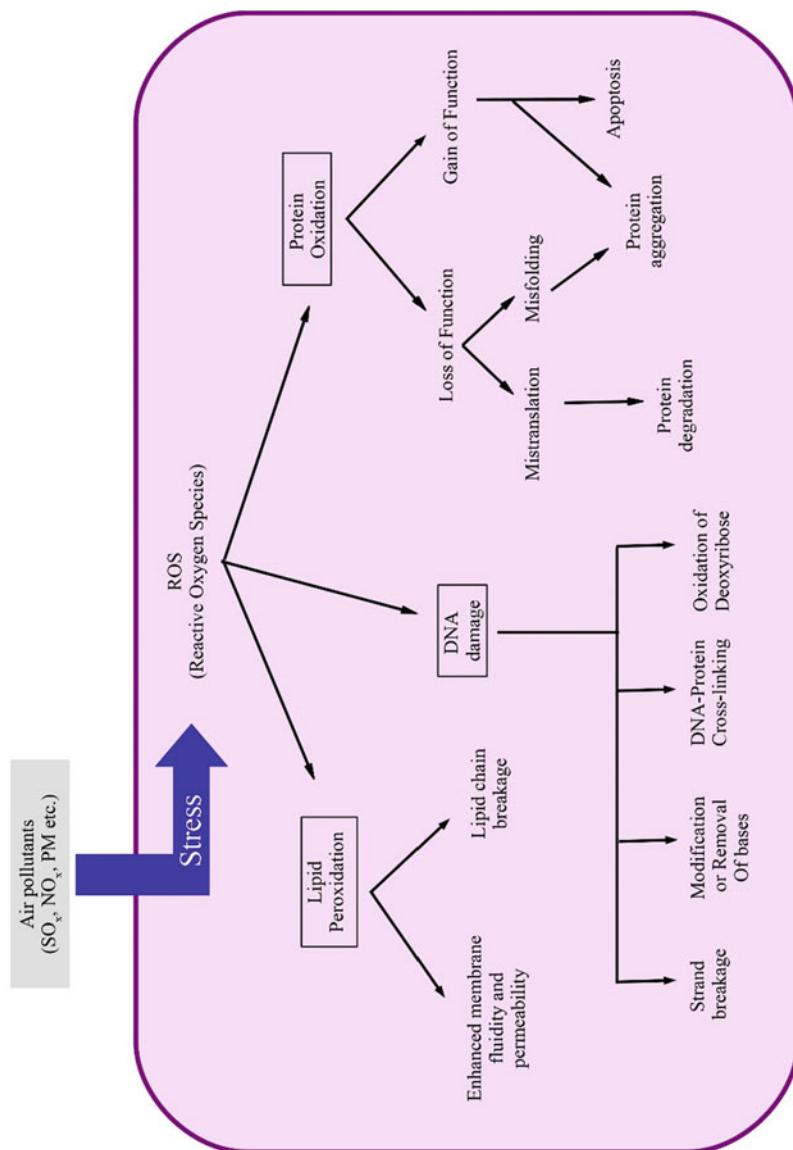 Air pollutants
(SOx, NOx, PM etc.)
Stress
ROS
(Reactive Oxygen Species)
Lipid
Peroxidation
Enhanced membrane
fluidity and
permeability
Lipid chain
breakage
DNA
damage
Strand
breakage
Modification
or Removal
Of bases
DNA-Protein
Cross-linking
Oxidation of
Deoxyribose
Protein
Oxidation
Loss of Function
Gain of Function
Mistranslation
Misfolding
Protein
degradation
Protein
aggregation
Apoptosis